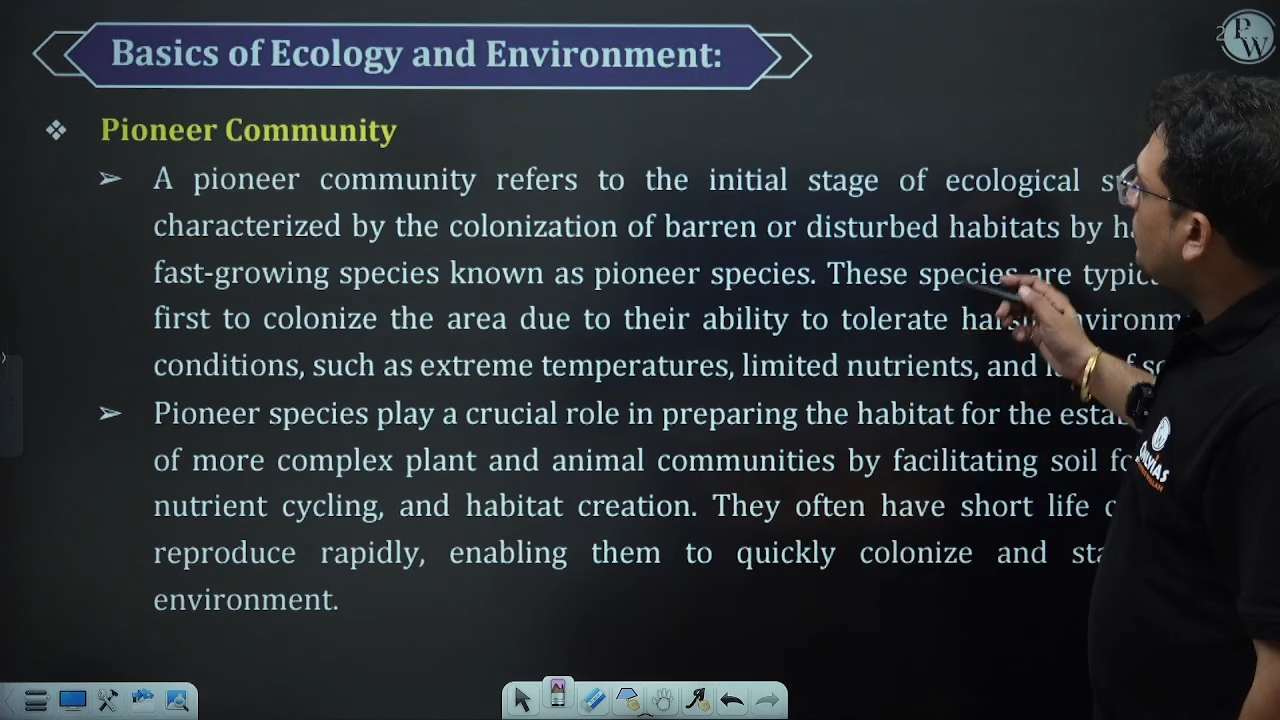 Basics of Ecology and Environment:
2
PW
❖ Pioneer Community
➢ A pioneer community refers to the initial stage of ecological
characterized by the colonization of barren or disturbed habitats by
fast-growing species known as pioneer species. These species are
first to colonize the area due to their ability to tolerate
conditions, such as extreme temperatures, limited nutrients, and
➢ Pioneer species play a crucial role in preparing the habitat for the
of more complex plant and animal communities by facilitating soil
nutrient cycling, and habitat creation. They often have short life
reproduce rapidly, enabling them to quickly colonize and
environment.